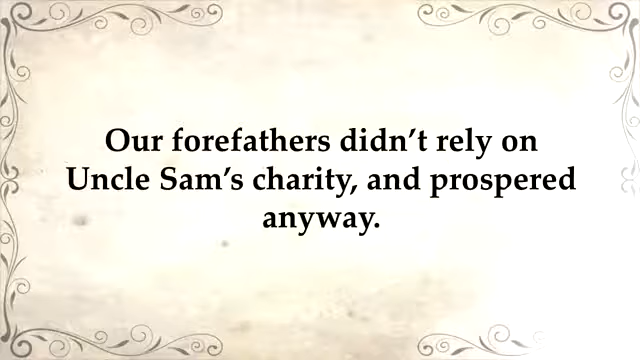 Our forefathers didn’t rely on
Uncle Sam’s charity, and prospered
anyway.